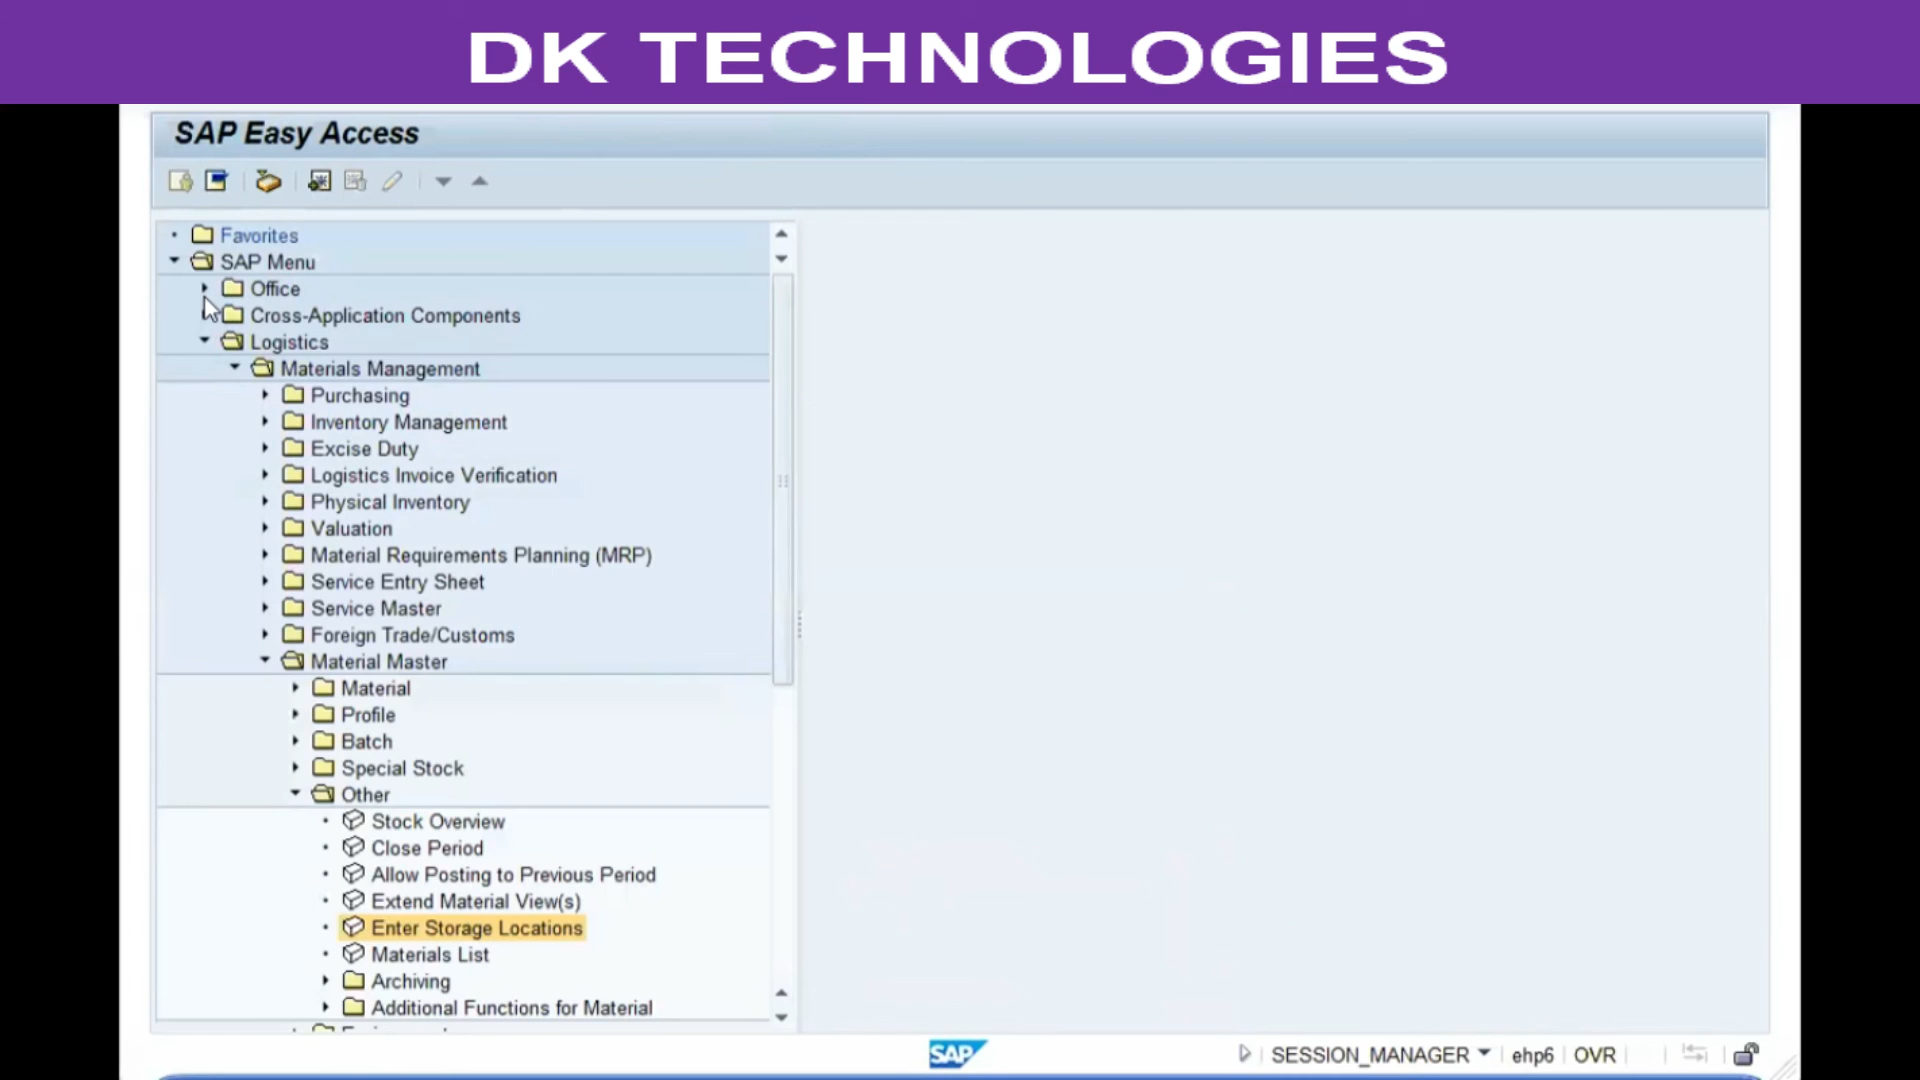 DK TECHNOLOGIES
SAP Easy Access
Favorites
SAP Menu
Office
Cross-Application Components
Logistics
Materials Management
Purchasing
Inventory Management
Excise Duty
Logistics Invoice Verification
Physical Inventory
Valuation
Material Requirements Planning (MRP)
Service Entry Sheet
Service Master
Foreign Trade/Customs
Material Master
Material
Profile
Batch
Special Stock
Other
Stock Overview
Close Period
Allow Posting to Previous Period
Extend Material View(s)
Enter Storage Locations
Materials List
Archiving
Additional Functions for Material
SAP
SESSION_MANAGER
ehp6
OVR